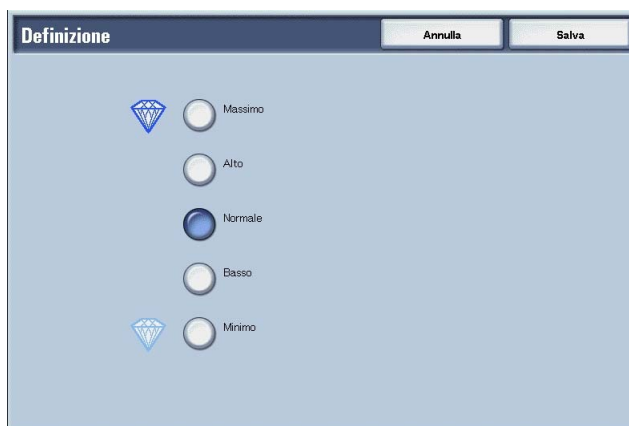 Definizione
Annulla
Salva
Massimo
Alto
Normale
Basso
Minimo